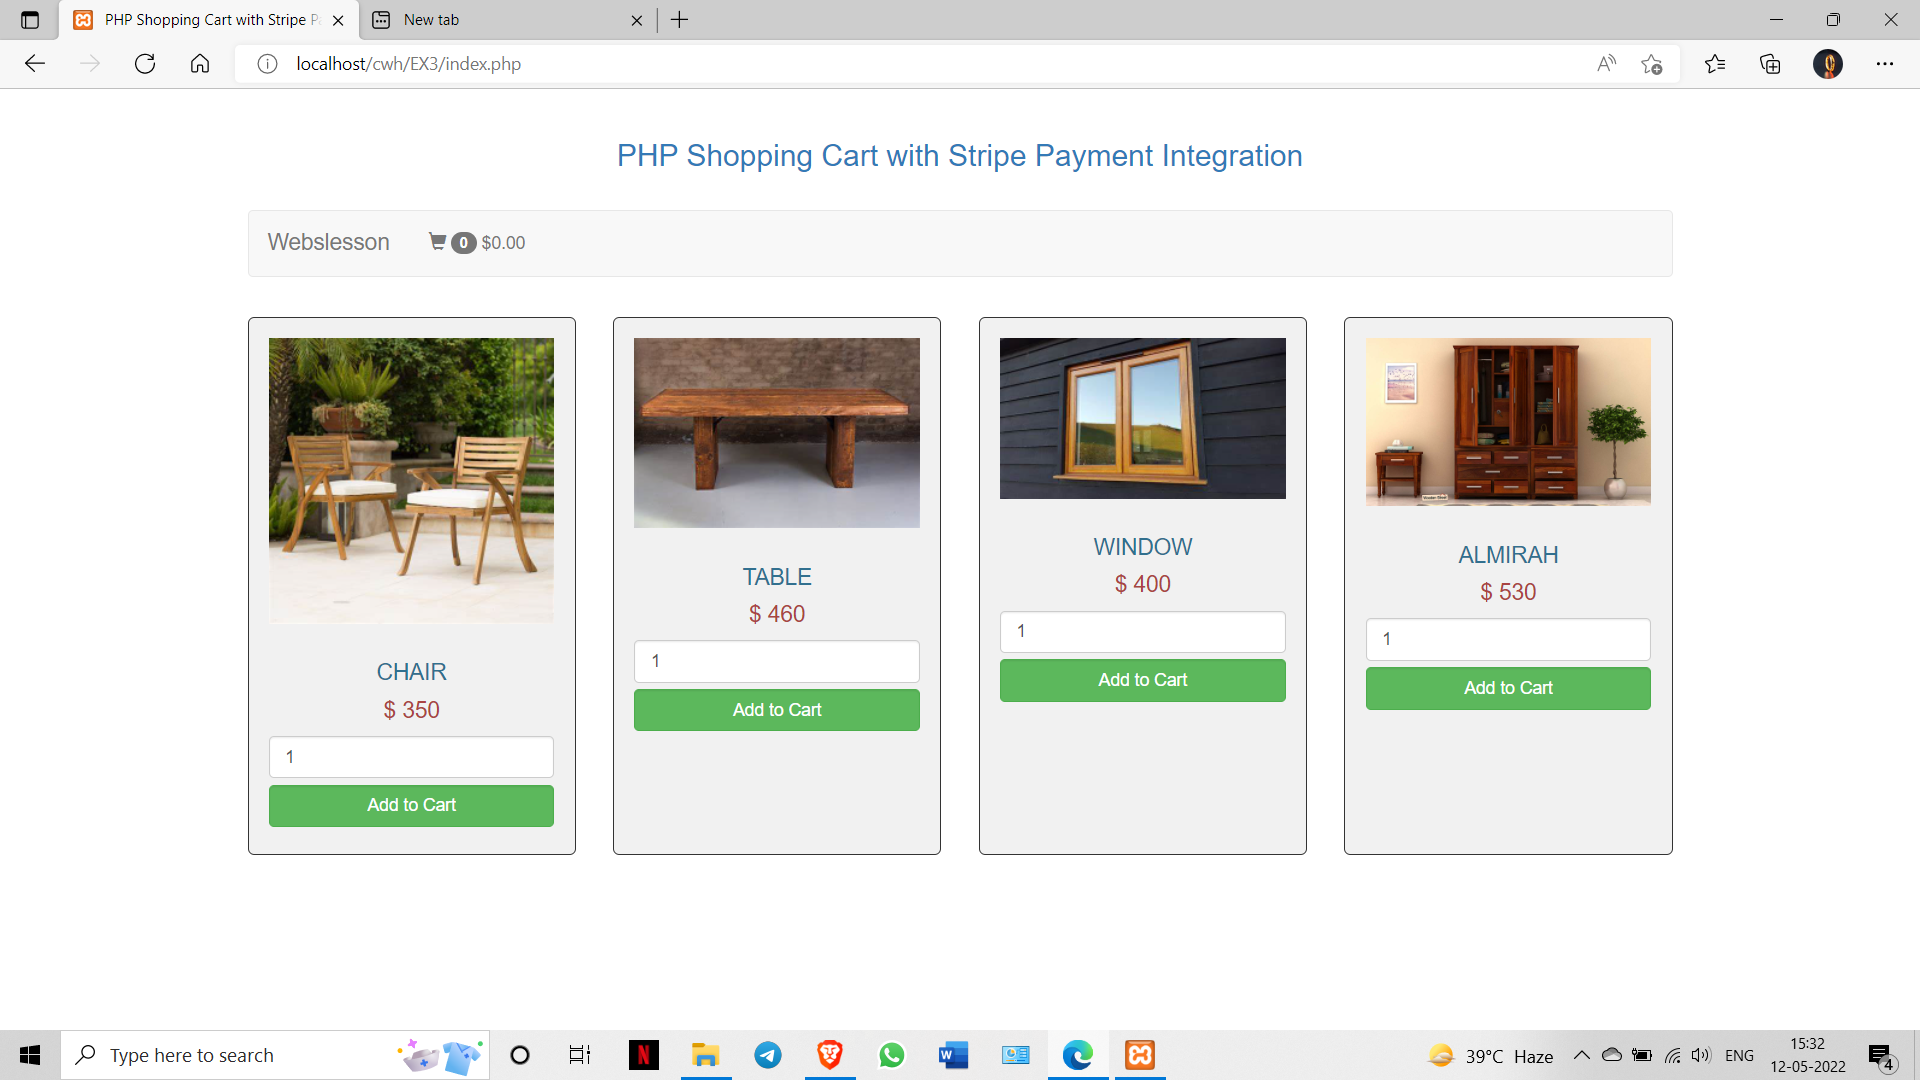 PHP Shopping Cart with Stripe P
New tab
localhost/cwh/EX3/index.php
PHP Shopping Cart with Stripe Payment Integration
Webslesson
0
$0.00
CHAIR
$ 350
1
Add to Cart
TABLE
$ 460
1
Add to Cart
WINDOW
$ 400
1
Add to Cart
ALMIRAH
$ 530
1
Add to Cart
Type here to search
39°C Haze
ENG
15:32
12-05-2022
4